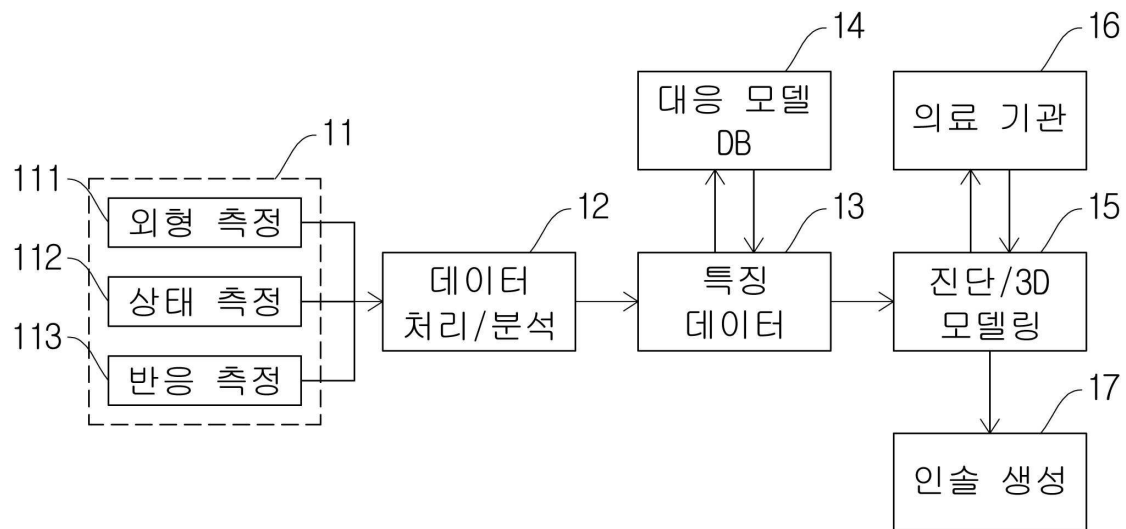 14
16
대응 모델
DB
의료 기관
11
111
외형 측정
12
13
15
112
상태 측정
데이터
처리/분석
특징
데이터
진단/3D
모델링
113
반응 측정
17
인솔 생성